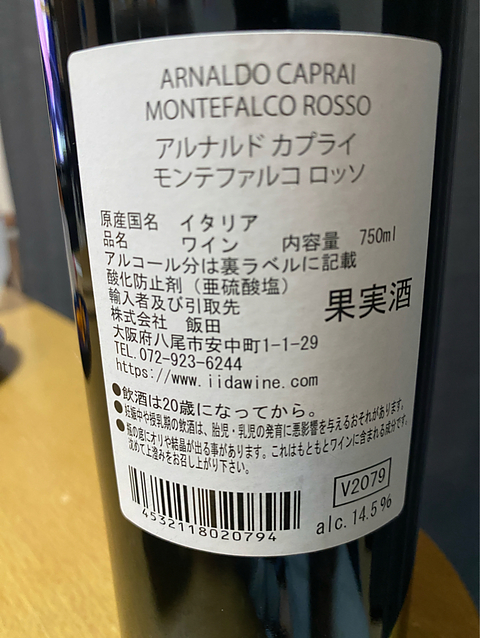 ARNALDO CAPRAI
MONTEFALCO ROSSO
アルナルド カプライ
モンテファルコ ロッソ
原産国名 イタリア
品名 ワイン 内容量 750ml
アルコール分は裏ラベルに記載
酸化防止剤（亜硫酸塩）
輸入者及び引取先
株式会社 飯田
果実酒
大阪府八尾市安中町1-1-29
TEL.072-923-6244
https://www.iidawine.com
●飲酒は20歳になってから。
●妊娠中や授乳期の飲酒は、胎児・乳児の発育に悪影響を与えるおそれがあります。
●瓶の底にオリや結晶が出る事があります。これはもともとワインに含まれる成分です。
沈めて上澄みをお召し上がり下さい。
V2079
4532118020794
alc.14.5%